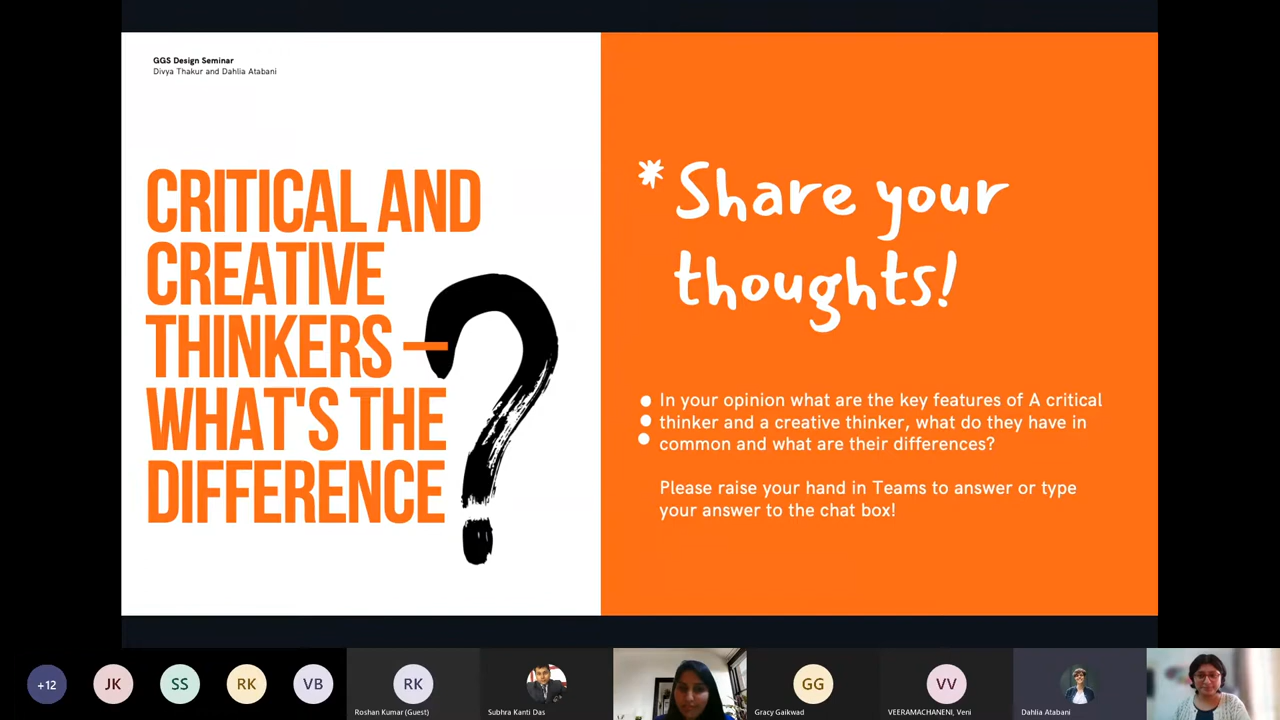 GGS Design Seminar
Divya Thakur and Dahlia Atabani
CRITICAL AND
CREATIVE
THINKERS —
WHAT'S THE
DIFFERENCE
?
* Share your
thoughts!
In your opinion what are the key features of A critical
thinker and a creative thinker, what do they have in
common and what are their differences?
Please raise your hand in Teams to answer or type
your answer to the chat box!
+12
JK
SS
RK
VB
RK
Roshan Kumar (Guest)
Subhra Kanti Das
GG
Gracy Gaikwad
VV
VEERAMACHANENI, Veni
Dahlia Atabani